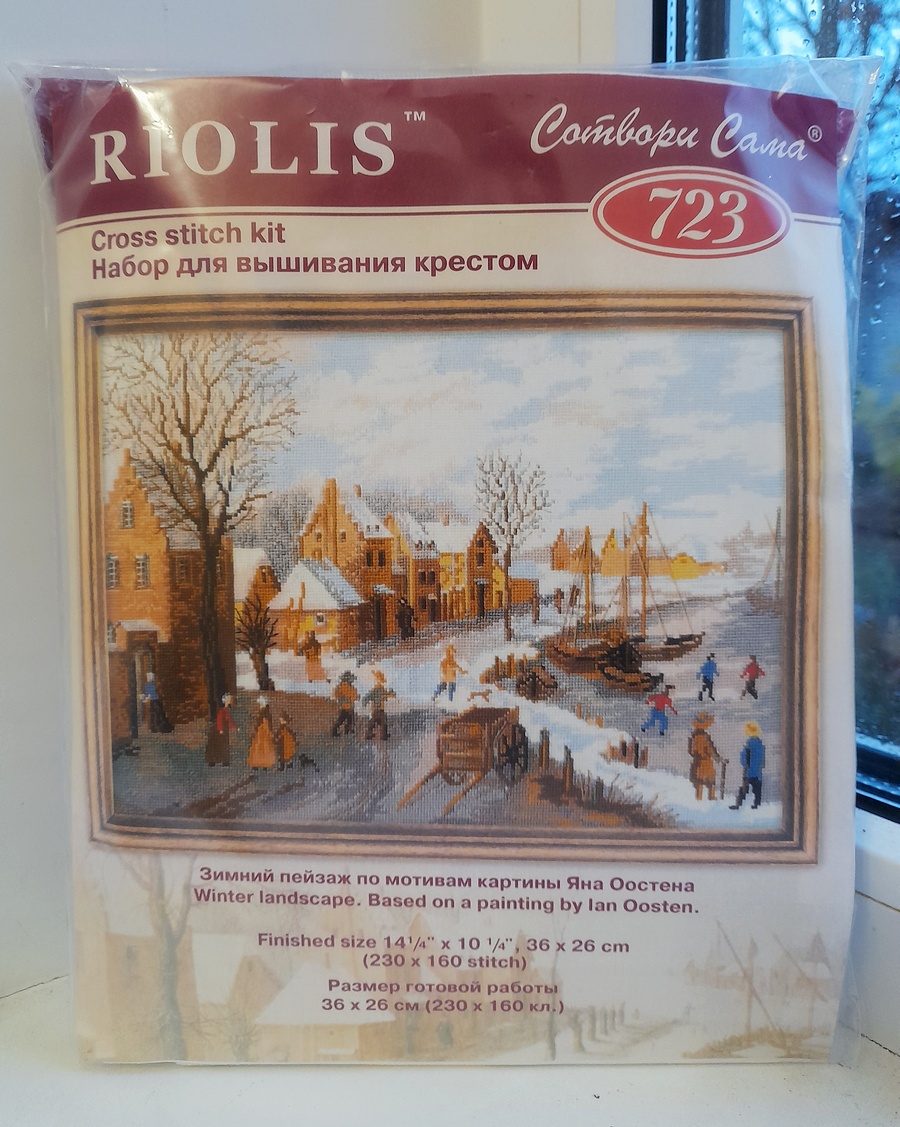 RIOLIS™
Сотвори Сама®
723
Cross stitch kit
Набор для вышивания крестом
Зимний пейзаж по мотивам картины Яна Оостена
Winter landscape. Based on a painting by Ian Oosten.
Finished size 14¹/₄" x 10 ¹/₄", 36 x 26 cm
(230 x 160 stitch)
Размер готовой работы
36 x 26 см (230 x 160 кл.)